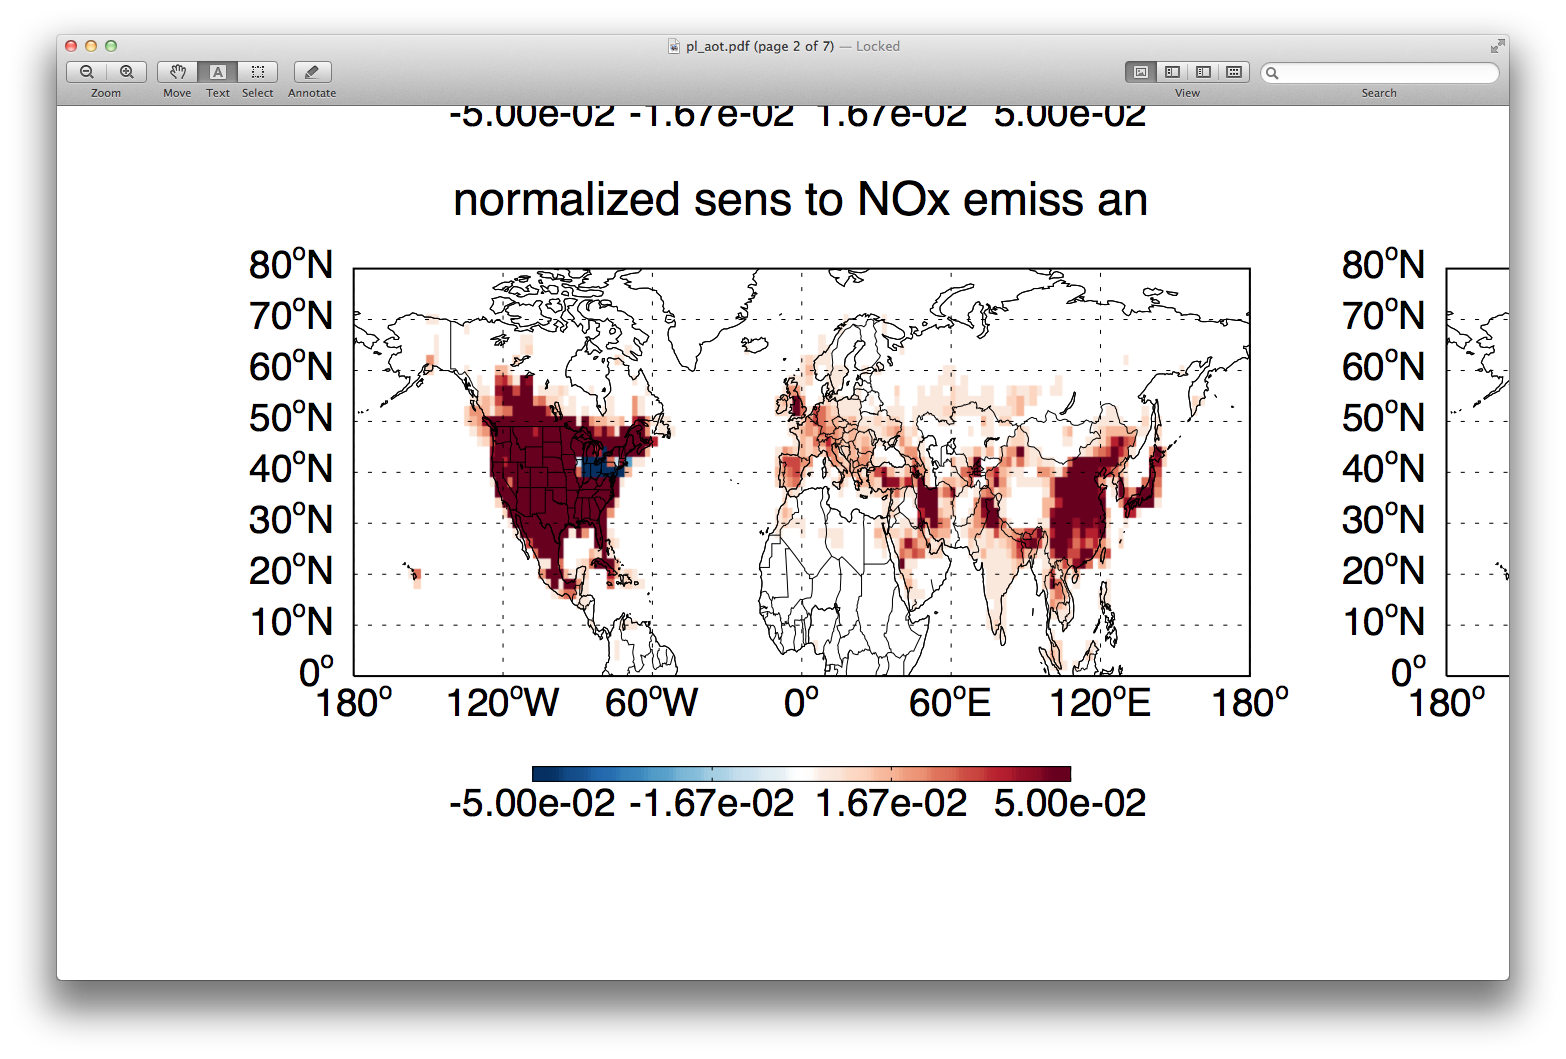 pl_aot.pdf (page 2 of 7) — Locked
Zoom
Move
Text
Select
Annotate
View
Search
-5.00e-02 -1.67e-02 1.67e-02 5.00e-02
normalized sens to NOx emiss an
80°N
70°N
60°N
50°N
40°N
30°N
20°N
10°N
0°
180° 120°W 60°W 0° 60°E 120°E 180°
-5.00e-02 -1.67e-02 1.67e-02 5.00e-02
80°N
70°N
60°N
50°N
40°N
30°N
20°N
10°N
0°
180°